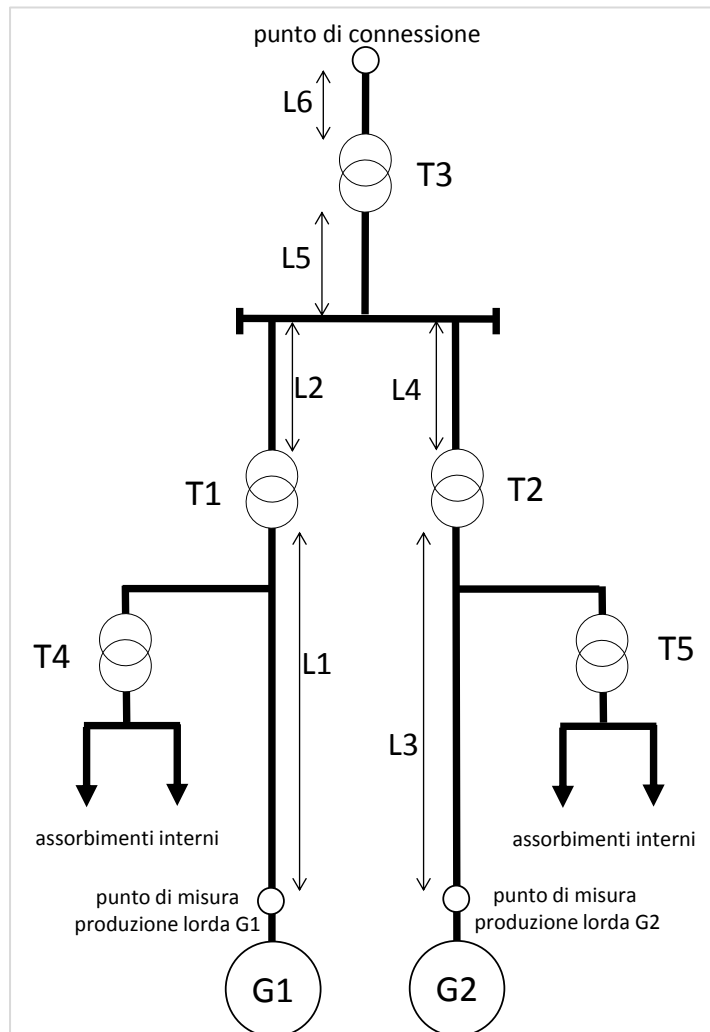 punto di connessione
L6
T3
L5
L2
L4
T1
T2
T4
L1
L3
T5
assorbimenti interni
assorbimenti interni
punto di misura
produzione lorda G1
punto di misura
produzione lorda G2
G1
G2